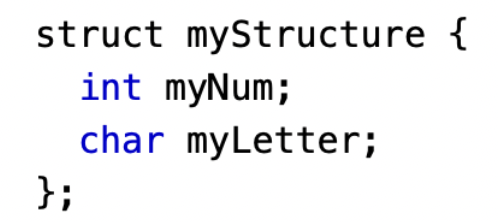 struct myStructure {
  int myNum;
  char myLetter;
};